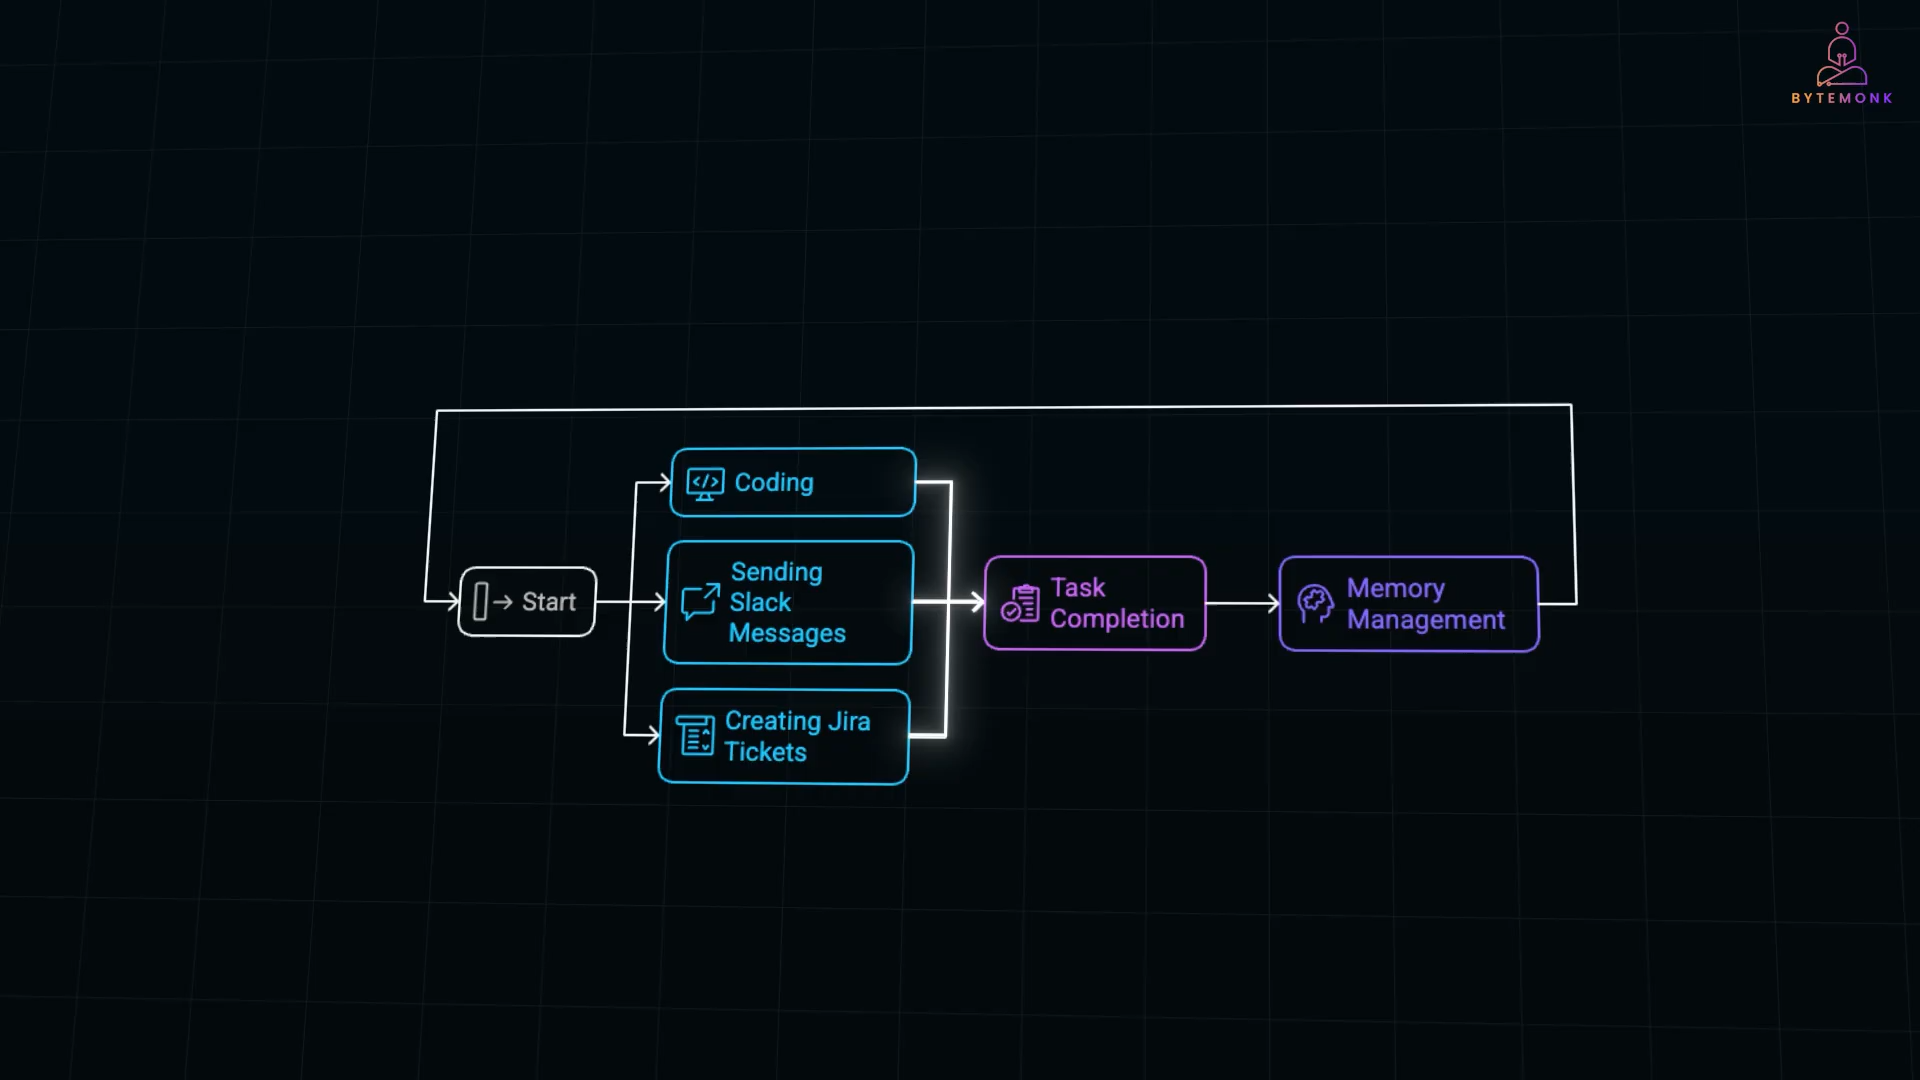 BYTEMONK
Coding
Sending
Slack
Messages
Start
Task
Completion
Memory
Management
Creating Jira
Tickets